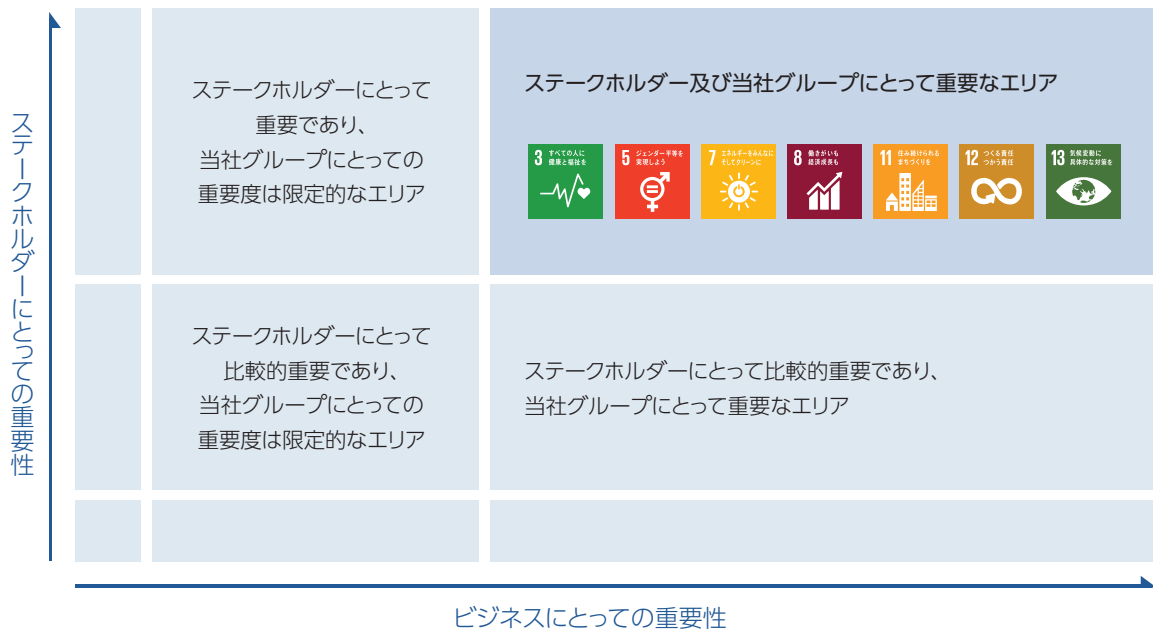 ステークホルダーにとっての重要性
ステークホルダーにとって
重要であり、
当社グループにとっての
重要度は限定的なエリア
ステークホルダー及び当社グループにとって重要なエリア
3 すべての人に
健康と福祉を
5 ジェンダー平等を
実現しよう
7 エネルギーをみんなに
そしてクリーンに
8 働きがいも
経済成長も
11 住み続けられる
まちづくりを
12 つくる責任
つかう責任
13 気候変動に
具体的な対策を
ステークホルダーにとって
比較的重要であり、
当社グループにとっての
重要度は限定的なエリア
ステークホルダーにとって比較的重要であり、
当社グループにとって重要なエリア
ビジネスにとっての重要性